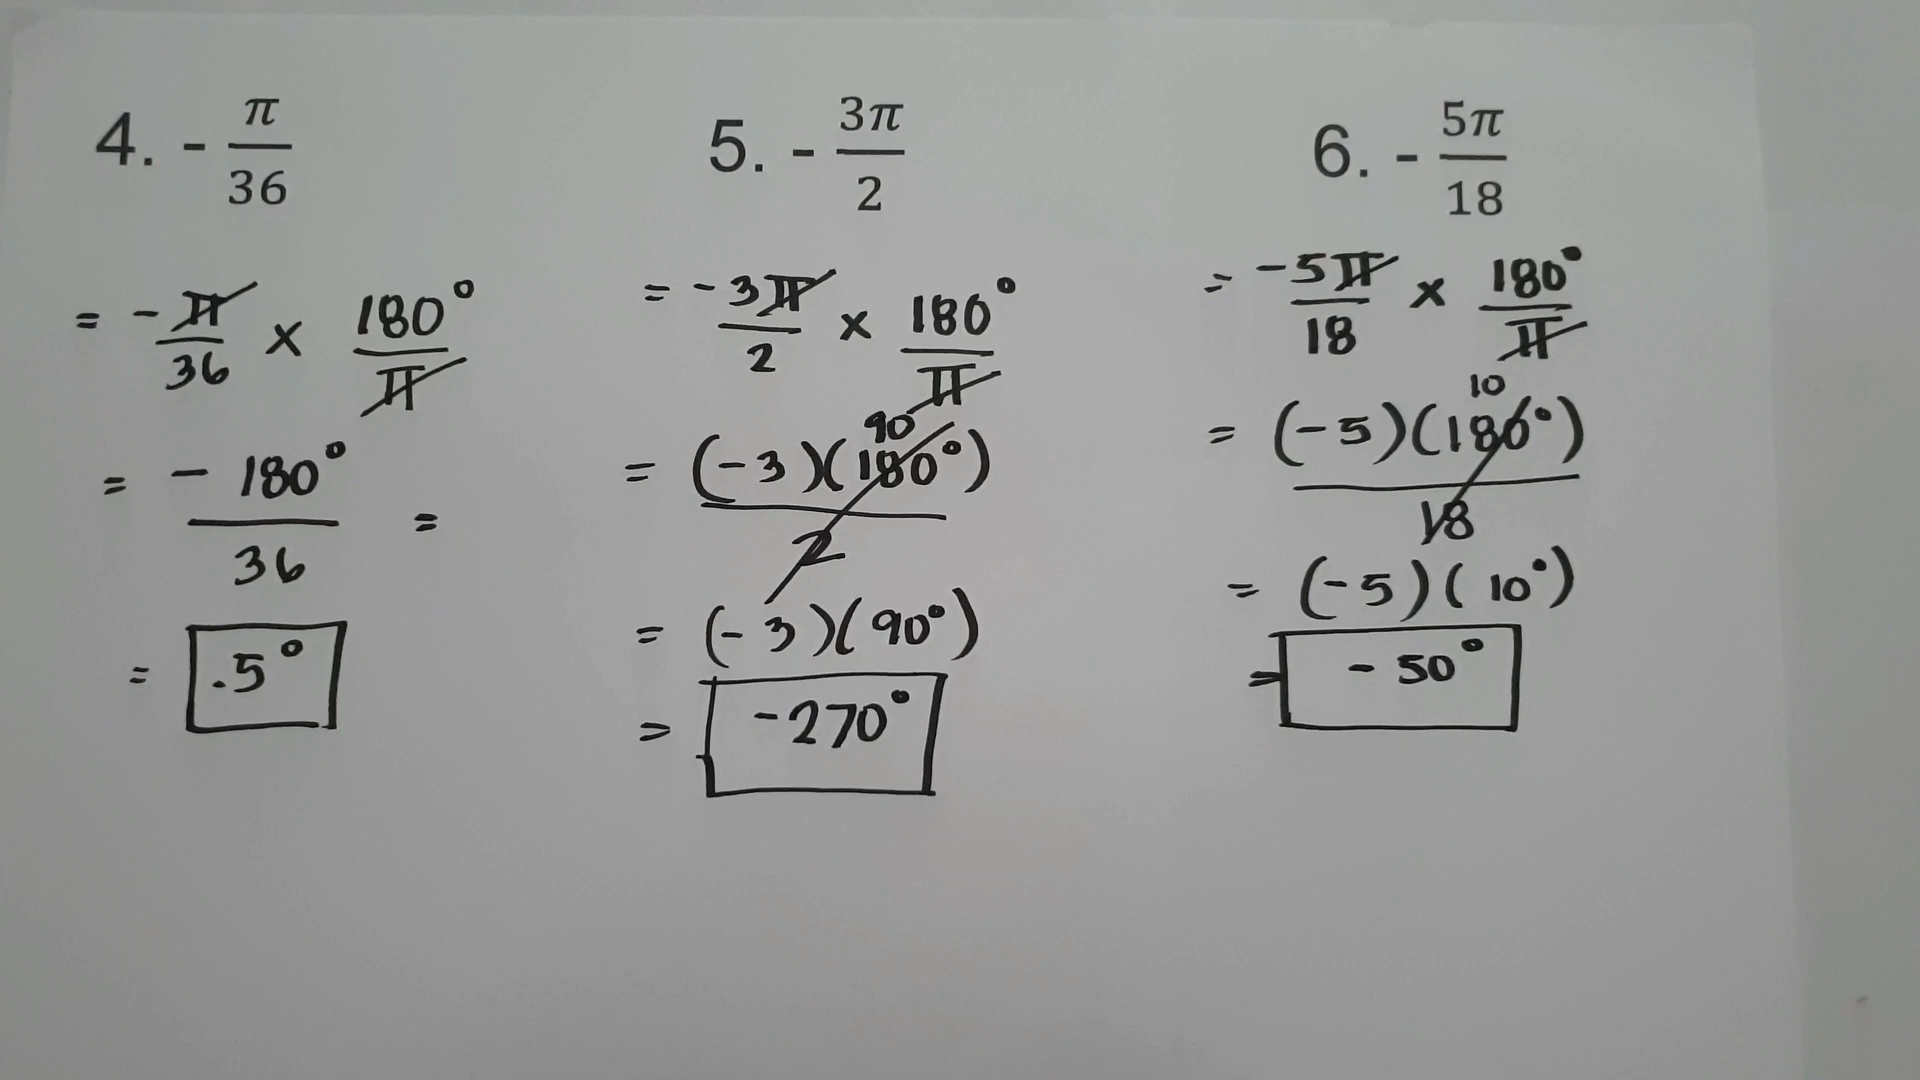 4. - π/36
= -π/36 x 180°/π
= - 180°/36 =
= .5°
5. - 3π/2
= -3π/2 x 180°/π
90
= (-3)(180°)/2
= (-3)(90°)
= -270°
6. - 5π/18
= -5π/18 x 180°/π
10
= (-5)(180°)/18
= (-5)(10°)
= -50°